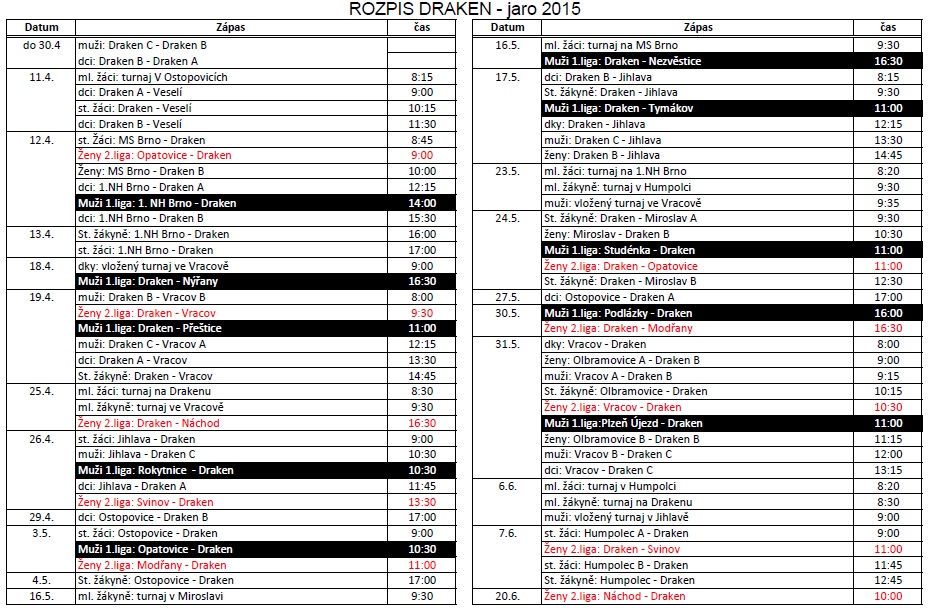 ROZPIS DRAKEN - jaro 2015
Datum Zápas čas
do 30.4 muži: Draken C - Draken B
dci: Draken B - Draken A
11.4. ml. žáci: turnaj V Ostopovicích 8:15
dci: Draken A - Veselí 9:00
st. žáci: Draken - Veselí 10:15
dci: Draken B - Veselí 11:30
12.4. st. Žáci: MS Brno - Draken 8:45
Ženy 2.liga: Opatovice - Draken 9:00
Ženy: MS Brno - Draken B 10:00
dci: 1.NH Brno - Draken A 12:15
Muži 1.liga: 1. NH Brno - Draken 14:00
dci: 1.NH Brno - Draken B 15:30
13.4. St. žákyně: 1.NH Brno - Draken 16:00
st. žáci: 1.NH Brno - Draken 17:00
18.4. dky: vložený turnaj ve Vracově 9:00
Muži 1.liga: Draken - Nýřany 16:30
19.4. muži: Draken B - Vracov B 8:00
Ženy 2.liga: Draken - Vracov 9:30
Muži 1.liga: Draken - Přeštice 11:00
muži: Draken C - Vracov A 12:15
dci: Draken A - Vracov 13:30
St. žákyně: Draken - Vracov 14:45
25.4. ml. žáci: turnaj na Drakenu 8:30
ml. žákyně: turnaj ve Vracově 9:30
Ženy 2.liga: Draken - Náchod 16:30
26.4. st. žáci: Jihlava - Draken 9:00
muži: Jihlava - Draken C 10:30
Muži 1.liga: Rokytnice - Draken 10:30
dci: Jihlava - Draken A 11:45
Ženy 2.liga: Svinov - Draken 13:30
29.4. dci: Ostopovice - Draken B 17:00
3.5. st. žáci: Ostopovice - Draken 9:00
Muži 1.liga: Opatovice - Draken 10:30
Ženy 2.liga: Modřany - Draken 11:00
4.5. St. žákyně: Ostopovice - Draken 17:00
16.5. ml. žákyně: turnaj v Miroslavi 9:30
Datum Zápas čas
16.5. ml. žáci: turnaj na MS Brno 9:30
Muži 1.liga: Draken - Nezvěstice 16:30
17.5. dci: Draken B - Jihlava 8:15
St. žákyně: Draken - Jihlava 9:30
Muži 1.liga: Draken - Tymákov 11:00
dky: Draken - Jihlava 12:15
muži: Draken C - Jihlava 13:30
ženy: Draken B - Jihlava 14:45
23.5. ml. žáci: turnaj na 1.NH Brno 8:20
ml. žákyně: turnaj v Humpolci 9:30
muži: vložený turnaj ve Vracově 9:35
24.5. St. žákyně: Draken - Miroslav A 9:30
ženy: Miroslav - Draken B 10:30
Muži 1.liga: Studénka - Draken 11:00
Ženy 2.liga: Draken - Opatovice 11:00
St. žákyně: Draken - Miroslav B 12:30
27.5. dci: Ostopovice - Draken A 17:00
30.5. Muži 1.liga: Podlázky - Draken 16:00
Ženy 2.liga: Draken - Modřany 16:30
31.5. dky: Vracov - Draken 8:00
ženy: Olbramovice A - Draken B 9:00
muži: Vracov A - Draken B 9:15
St. žákyně: Olbramovice - Draken 10:15
Ženy 2.liga: Vracov - Draken 10:30
Muži 1.liga:Plzeň Újezd - Draken 11:00
ženy: Olbramovice B - Draken B 11:15
muži: Vracov B - Draken C 12:00
dci: Vracov - Draken C 13:15
6.6. ml. žáci: turnaj v Humpolci 8:20
ml. žákyně: turnaj na Drakenu 8:30
muži: vložený turnaj v Jihlavě 9:00
7.6. st. žáci: Humpolec A - Draken 9:00
Ženy 2.liga: Draken - Svinov 11:00
st. žáci: Humpolec B - Draken 11:45
St. žákyně: Humpolec - Draken 12:45
20.6. Ženy 2.liga: Náchod - Draken 10:00